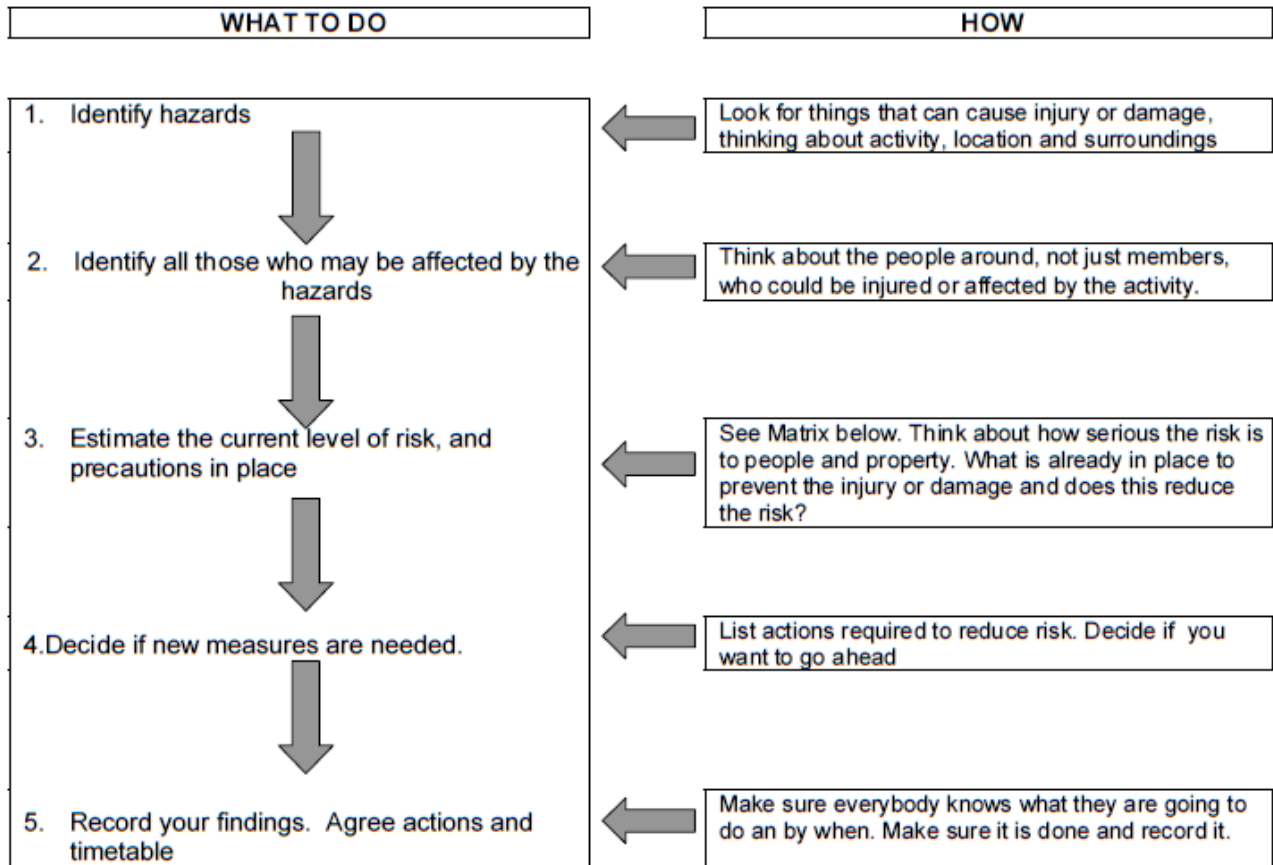 WHAT TO DO
HOW
1. Identify hazards
Look for things that can cause injury or damage,
thinking about activity, location and surroundings
2. Identify all those who may be affected by the
hazards
Think about the people around, not just members,
who could be injured or affected by the activity.
3. Estimate the current level of risk, and
precautions in place
See Matrix below. Think about how serious the risk is
to people and property. What is already in place to
prevent the injury or damage and does this reduce
the risk?
4.Decide if new measures are needed.
List actions required to reduce risk. Decide if you
want to go ahead
5. Record your findings. Agree actions and
timetable
Make sure everybody knows what they are going to
do an by when. Make sure it is done and record it.